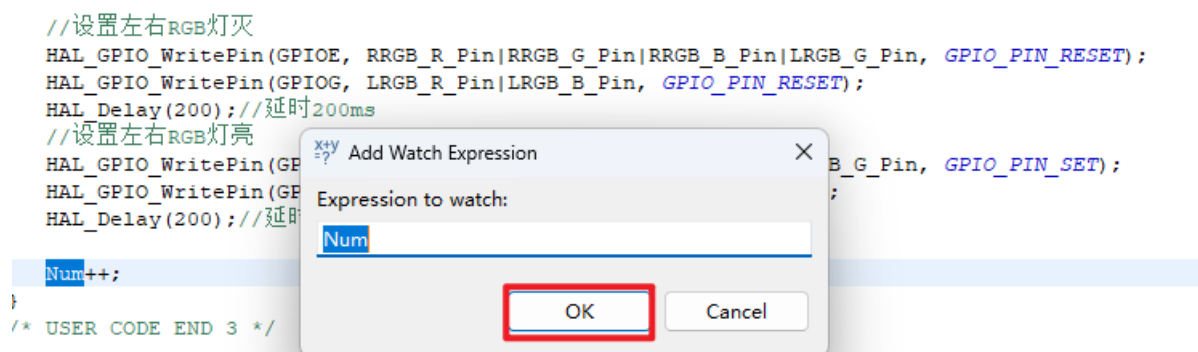 //设置左右RGB灯灭
HAL_GPIO_WritePin(GPIOE, RRGB_R_Pin|RRGB_G_Pin|RRGB_B_Pin|LRGB_G_Pin, GPIO_PIN_RESET);
HAL_GPIO_WritePin(GPIOG, LRGB_R_Pin|LRGB_B_Pin, GPIO_PIN_RESET);
HAL_Delay(200);//延时200ms
//设置左右RGB灯亮
HAL_GPIO_WritePin(GP B_G_Pin, GPIO_PIN_SET);
HAL_GPIO_WritePin(GP ;
HAL_Delay(200);//延时
x+y=? Add Watch Expression
Expression to watch:
Num
Num++;
OK Cancel
}
/* USER CODE END 3 */